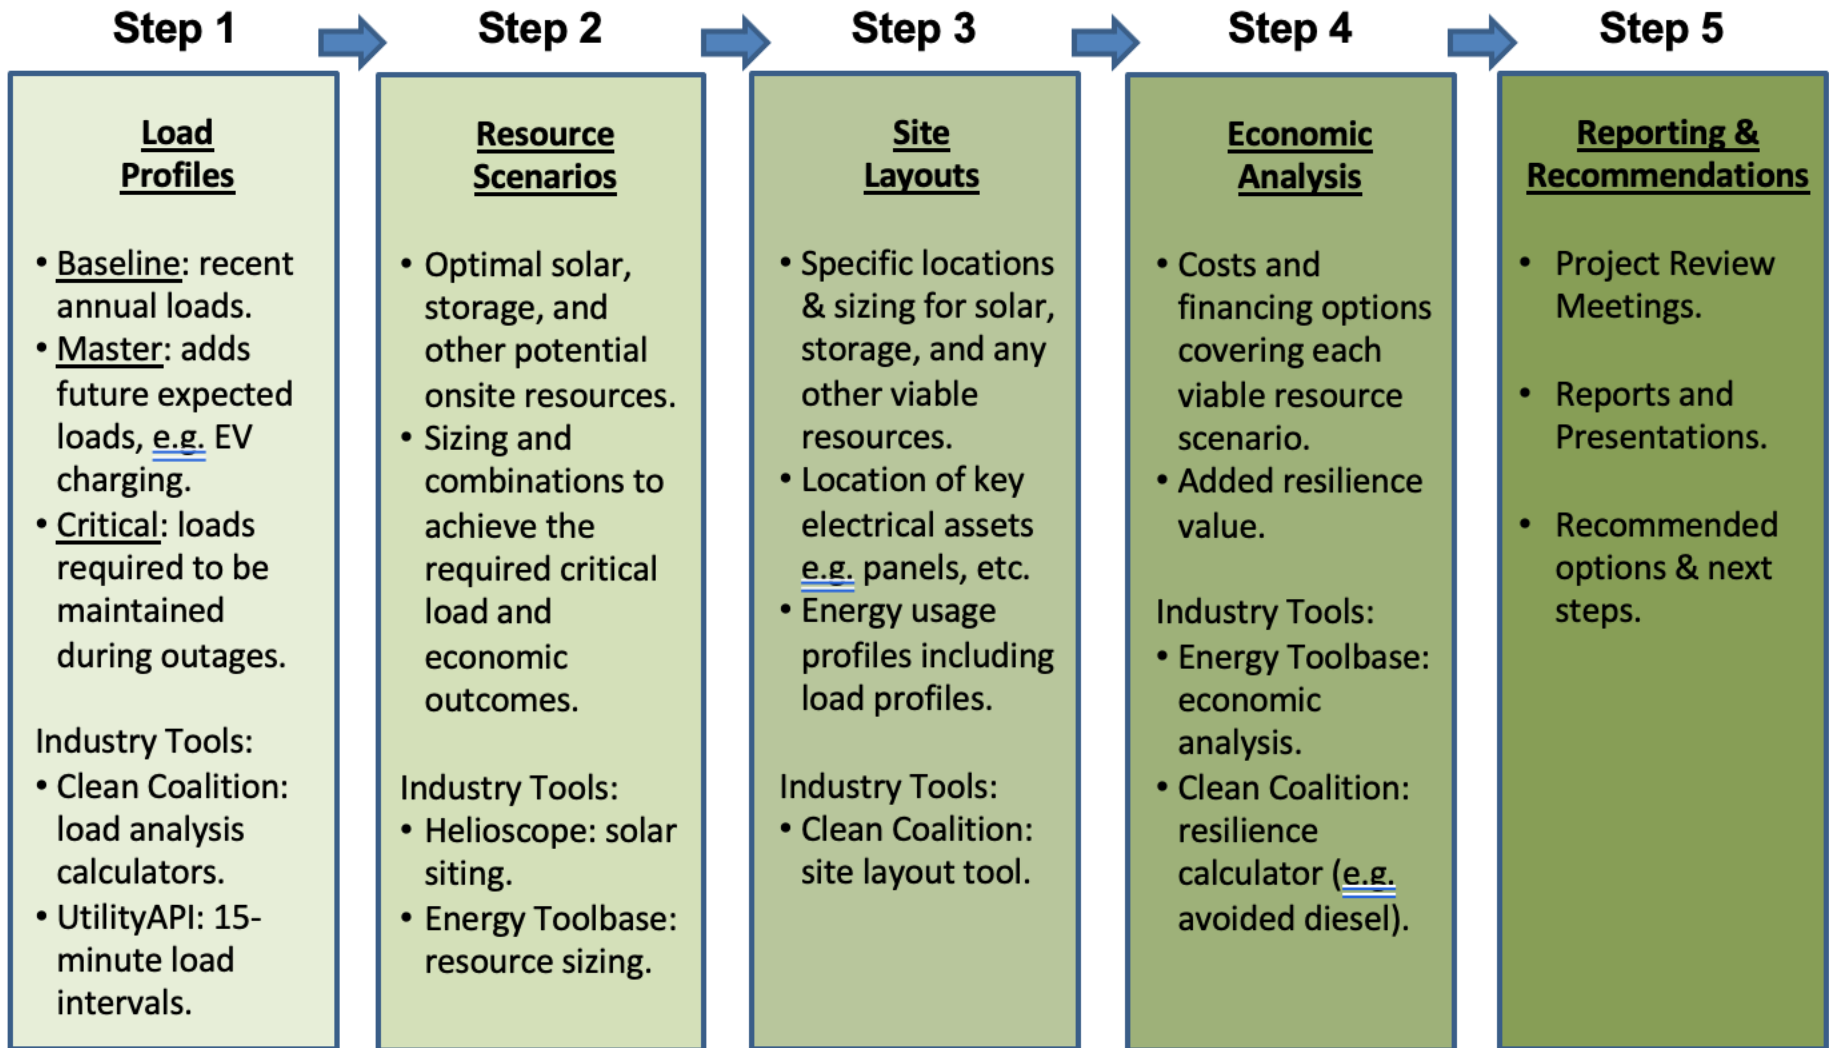 Step 1
Step 2
Step 3
Step 4
Step 5
Load
Profiles
• Baseline: recent
annual loads.
• Master: adds
future expected
loads, e.g. EV
charging.
• Critical: loads
required to be
maintained
during outages.
Industry Tools:
• Clean Coalition:
load analysis
calculators.
• UtilityAPI: 15-
minute load
intervals.
Resource
Scenarios
• Optimal solar,
storage, and
other potential
onsite resources.
• Sizing and
combinations to
achieve the
required critical
load and
economic
outcomes.
Industry Tools:
• Helioscope: solar
siting.
• Energy Toolbase:
resource sizing.
Site
Layouts
• Specific locations
& sizing for solar,
storage, and any
other viable
resources.
• Location of key
electrical assets
e.g. panels, etc.
• Energy usage
profiles including
load profiles.
Industry Tools:
• Clean Coalition:
site layout tool.
Economic
Analysis
• Costs and
financing options
covering each
viable resource
scenario.
• Added resilience
value.
Industry Tools:
• Energy Toolbase:
economic
analysis.
• Clean Coalition:
resilience
calculator (e.g.
avoided diesel).
Reporting &
Recommendations
• Project Review
Meetings.
• Reports and
Presentations.
• Recommended
options & next
steps.